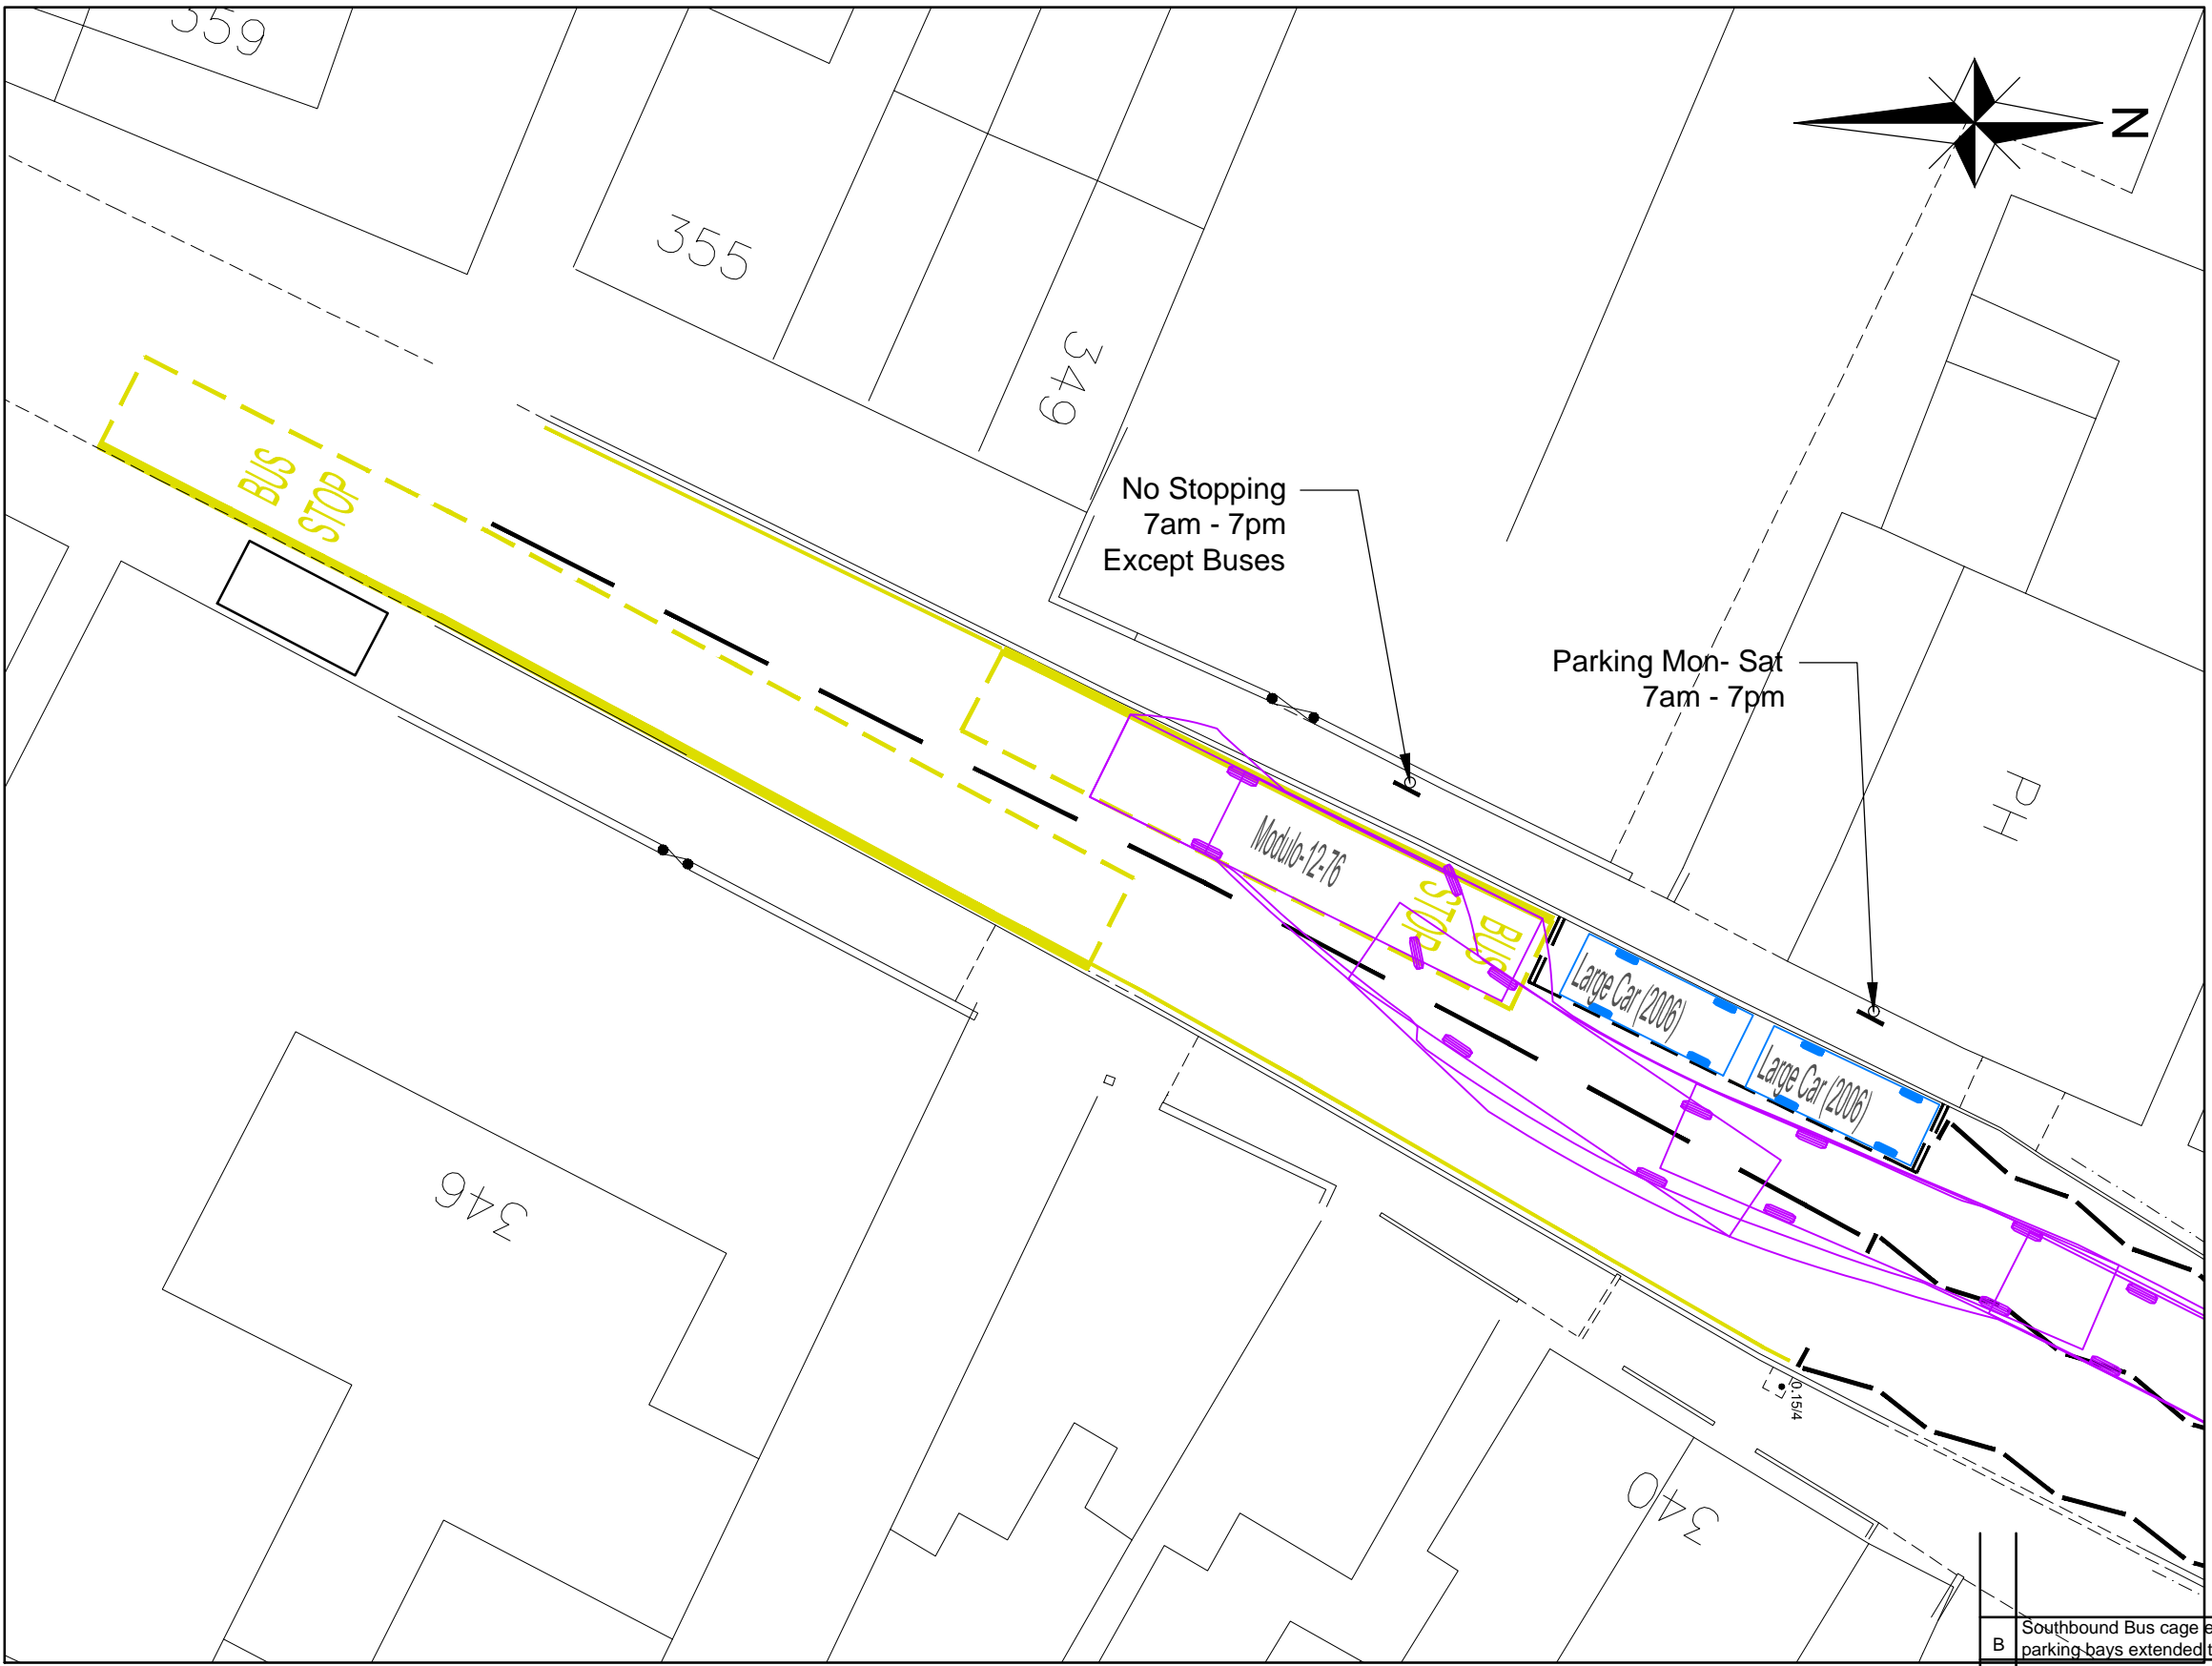 559
N
355
349
BUS
STOP
No Stopping
7am - 7pm
Except Buses
Parking Mon- Sat
7am - 7pm
PH
Modulo-12-76
BUS
STOP
Large Car (2006)
Large Car (2006)
346
0.15/4
340
B
Southbound Bus cage e
parking bays extended t